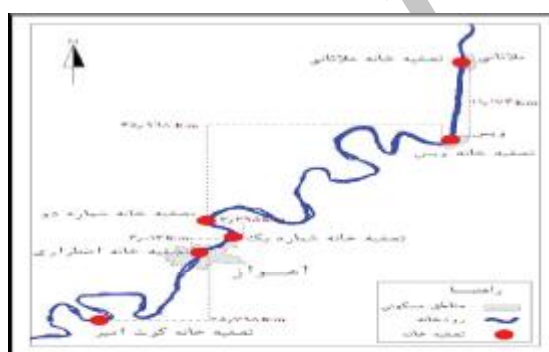 N
ملاثانی
تصفیه خانه ملاثانی
ویس
تصفیه خانه ویس
تصفیه خانه شماره دو
تصفیه خانه شماره یک
تصفیه خانه اضطراری
اهواز
تصفیه خانه کوت امیر
راهنما
مناطق مسکونی
رودخانه
تصفیه خانه